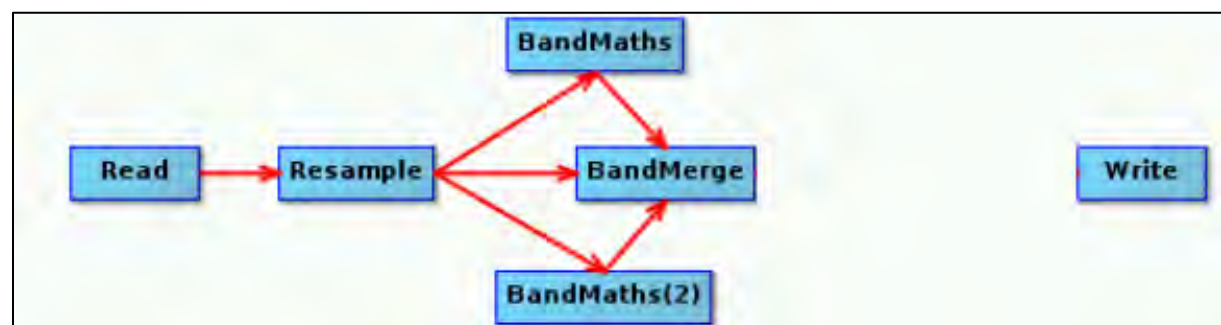 BandMaths
Read
Resample
BandMerge
Write
BandMaths(2)